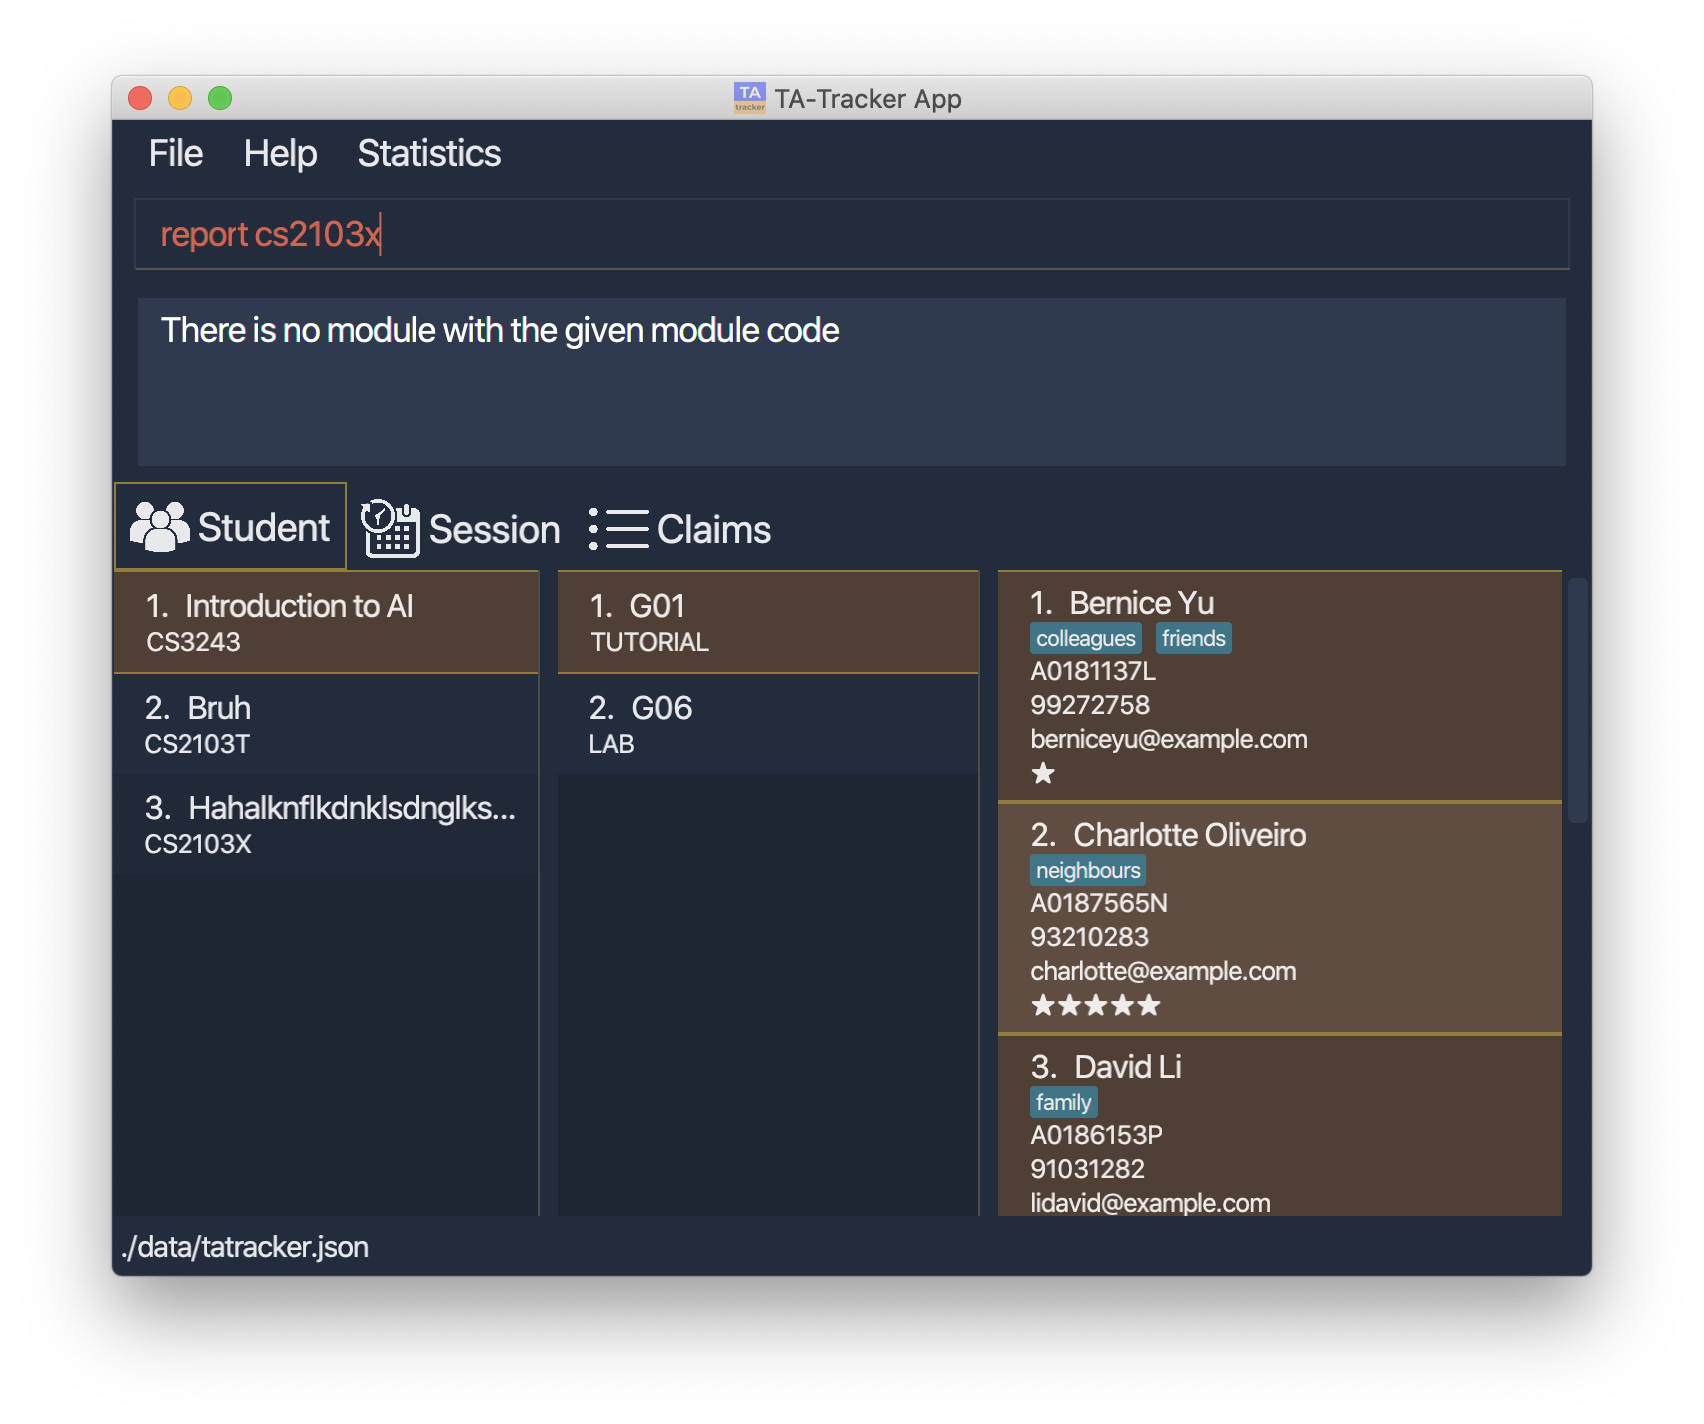 TA
tracker
TA-Tracker App
File Help Statistics
report cs2103x
There is no module with the given module code
Student Session Claims
1. Introduction to AI
CS3243
2. Bruh
CS2103T
3. Hahalknflkdnklsdnglks...
CS2103X
1. G01
TUTORIAL
2. G06
LAB
1. Bernice Yu
colleagues friends
A0181137L
99272758
berniceyu@example.com
2. Charlotte Oliveiro
neighbours
A0187565N
93210283
charlotte@example.com
3. David Li
family
A0186153P
91031282
lidavid@example.com
./data/tatracker.json